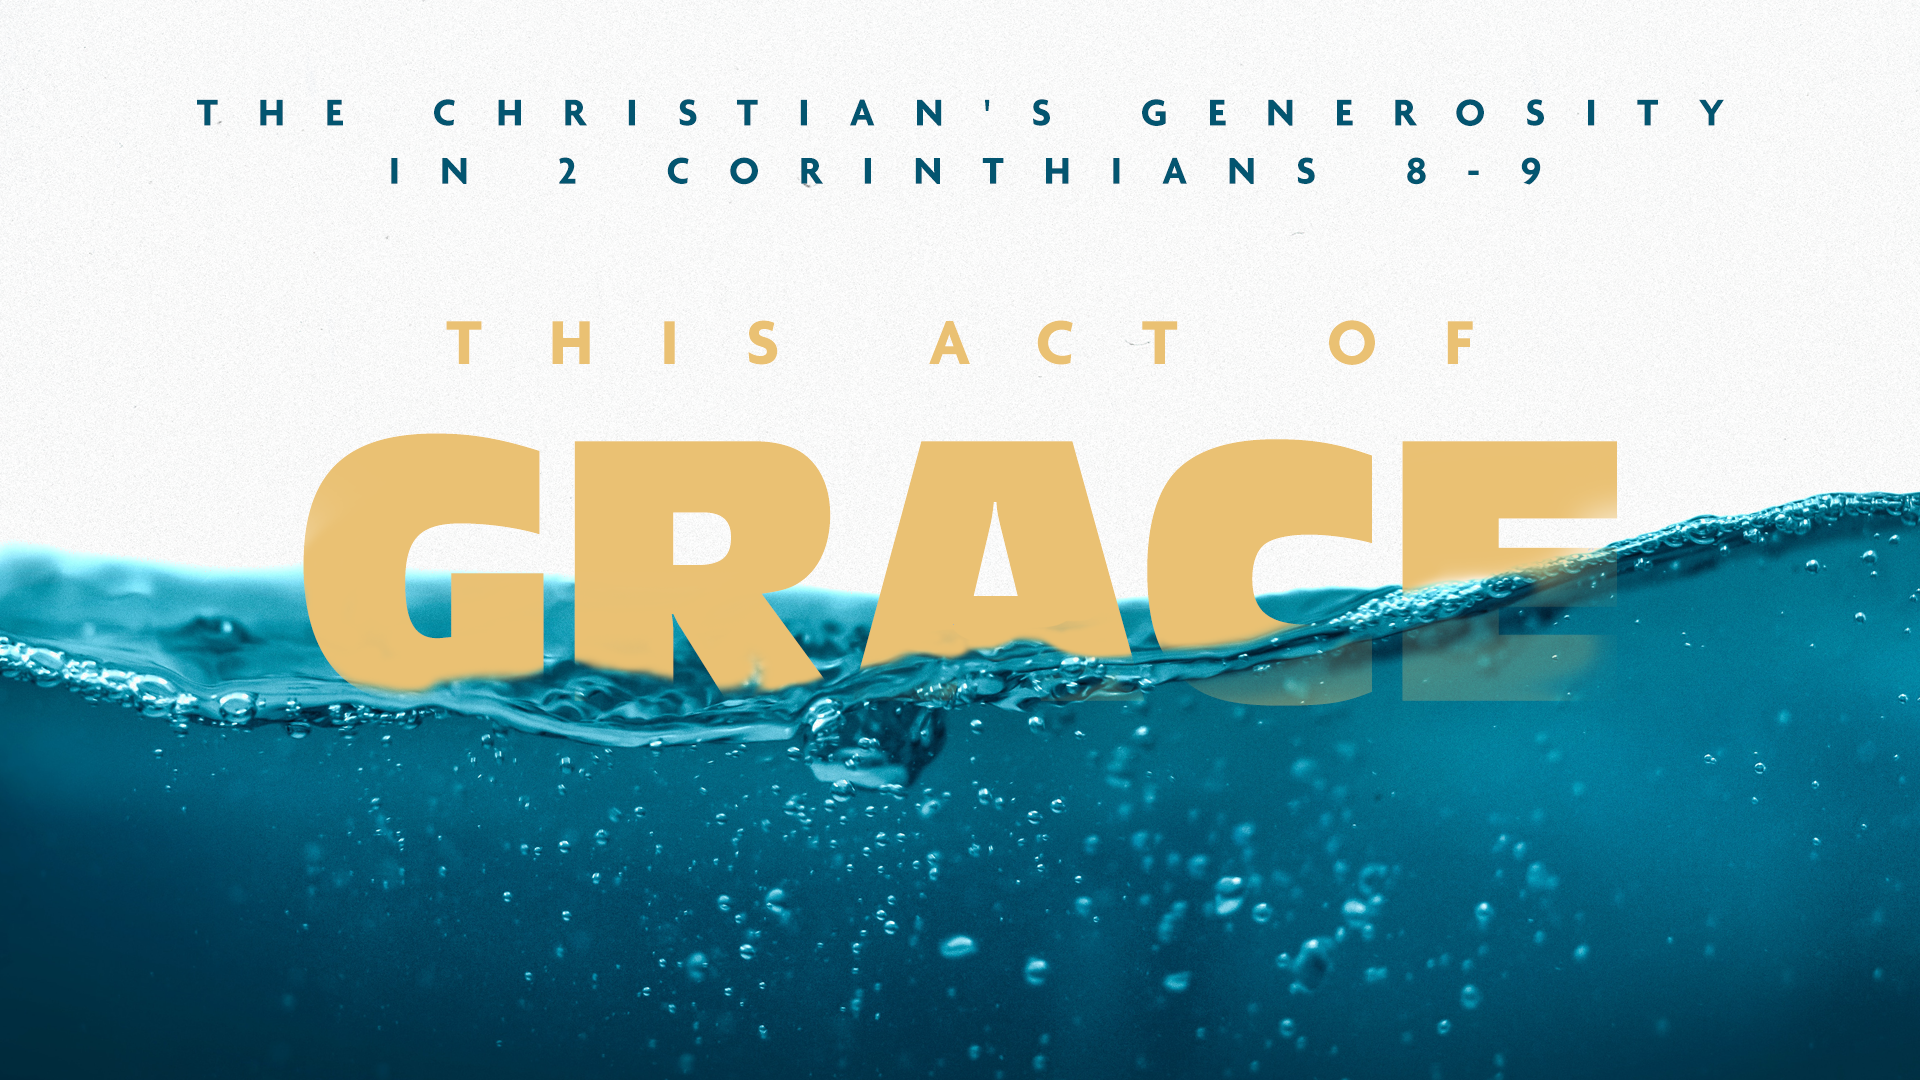 THE CHRISTIAN'S GENEROSITY
IN 2 CORINTHIANS 8-9
THIS ACT OF
GRACE